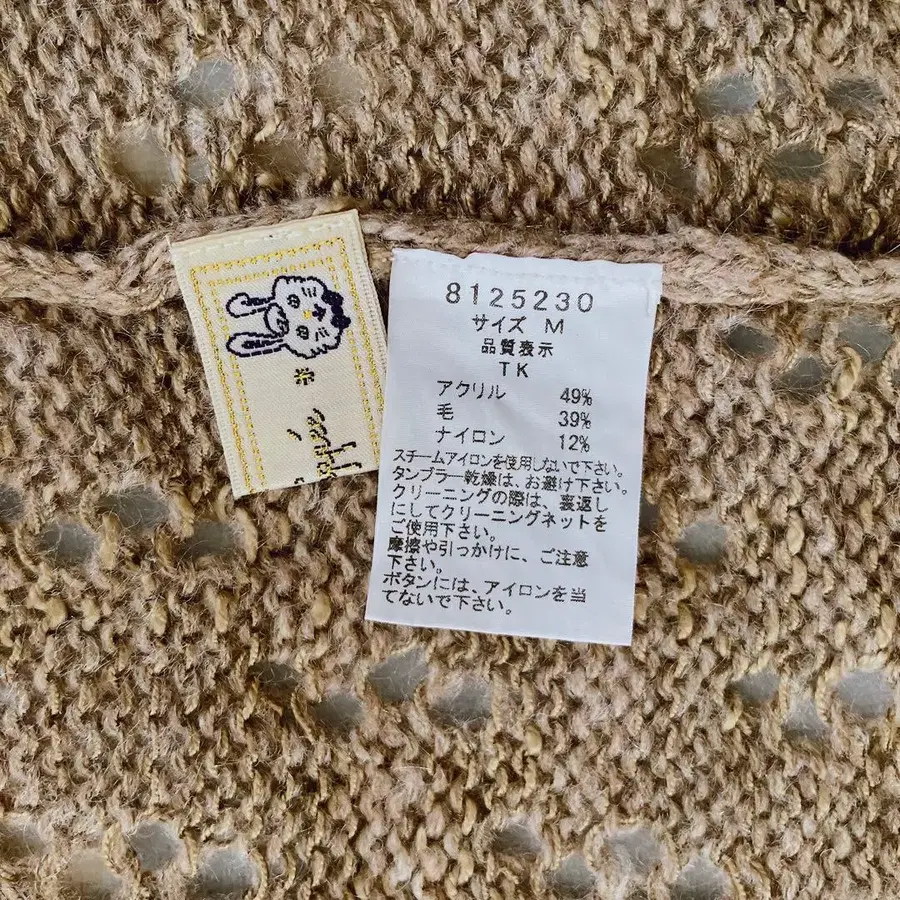 8125230
サイズ M
品質表示
TK
アクリル 49%
毛 39%
ナイロン 12%
スチームアイロンを使用しないで下さい。
タンブラー乾燥は、お避け下さい。
クリーニングの際は、裏返し
にしてクリーニングネットを
ご使用下さい。
摩擦や引っかけに、ご注意
下さい。
ボタンには、アイロンを当
てないで下さい。